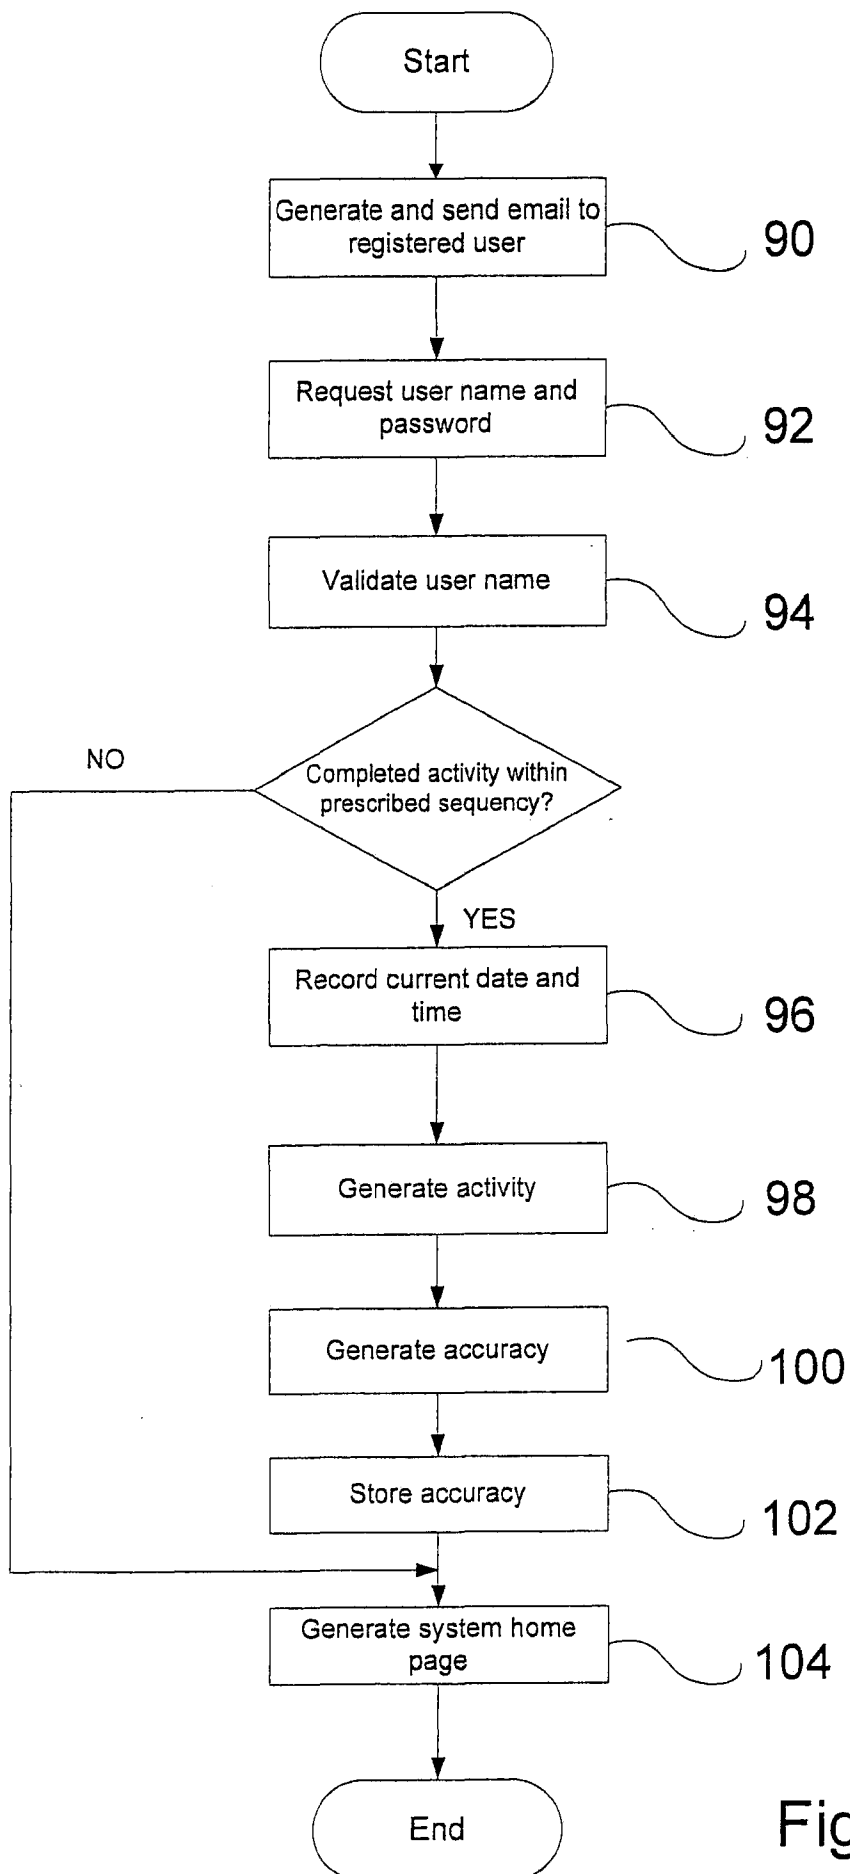 Start
Generate and send email to
registered user
90
Request user name and
password
92
Validate user name
94
NO
Completed activity within
prescribed sequency?
YES
Record current date and
time
96
Generate activity
98
Generate accuracy
100
Store accuracy
102
Generate system home
page
104
End
Fig